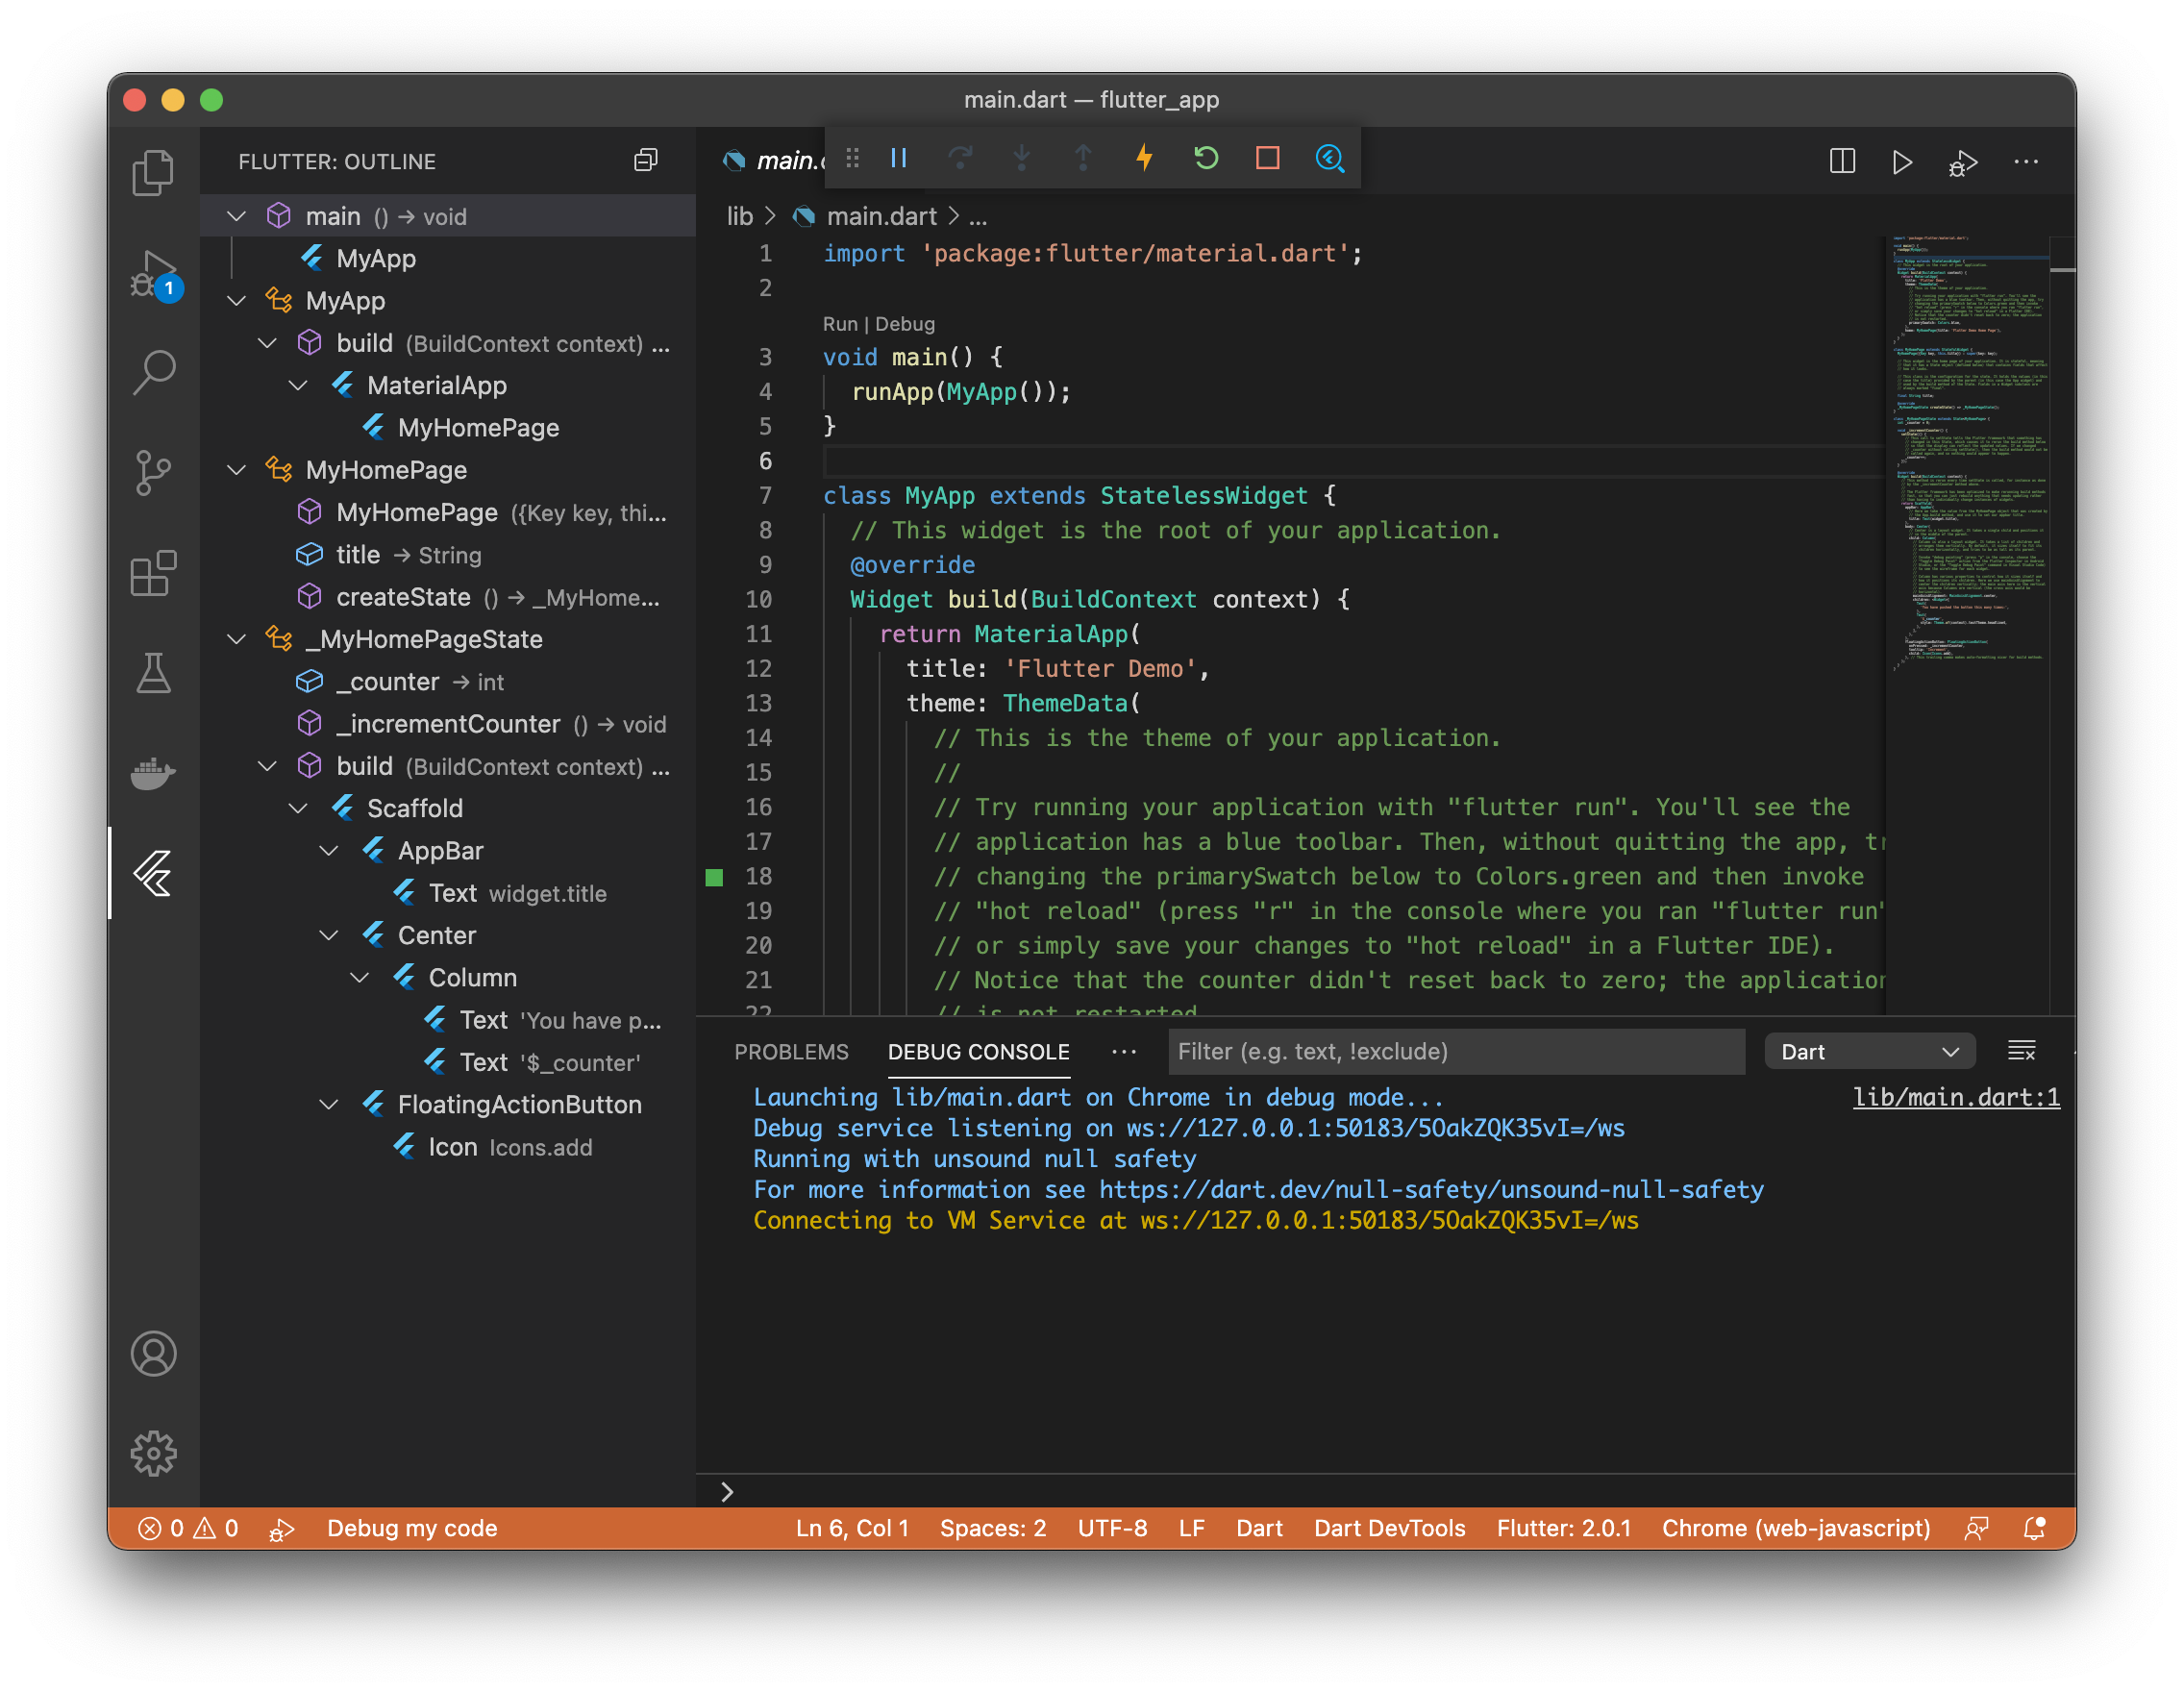 main.dart — flutter_app
FLUTTER: OUTLINE
main () → void
MyApp
MyApp
build (BuildContext context) ...
MaterialApp
MyHomePage
MyHomePage
MyHomePage ({Key key, thi...
title → String
createState () → _MyHome...
_MyHomePageState
_counter → int
_incrementCounter () → void
build (BuildContext context) ...
Scaffold
AppBar
Text widget.title
Center
Column
Text 'You have p...
Text '$_counter'
FloatingActionButton
Icon Icons.add
1
main.
lib > main.dart > ...
1 import 'package:flutter/material.dart';
2
Run | Debug
3 void main() {
4 runApp(MyApp());
5 }
6
7 class MyApp extends StatelessWidget {
8 // This widget is the root of your application.
9 @override
10 Widget build(BuildContext context) {
11 return MaterialApp(
12 title: 'Flutter Demo',
13 theme: ThemeData(
14 // This is the theme of your application.
15 //
16 // Try running your application with "flutter run". You'll see the
17 // application has a blue toolbar. Then, without quitting the app, tr
18 // changing the primarySwatch below to Colors.green and then invoke
19 // "hot reload" (press "r" in the console where you ran "flutter run"
20 // or simply save your changes to "hot reload" in a Flutter IDE).
21 // Notice that the counter didn't reset back to zero; the application
22 // is not restarted
PROBLEMS DEBUG CONSOLE ... Filter (e.g. text, !exclude) Dart
Launching lib/main.dart on Chrome in debug mode... lib/main.dart:1
Debug service listening on ws://127.0.0.1:50183/5OakZQK35vI=/ws
Running with unsound null safety
For more information see https://dart.dev/null-safety/unsound-null-safety
Connecting to VM Service at ws://127.0.0.1:50183/5OakZQK35vI=/ws
0 0 Debug my code Ln 6, Col 1 Spaces: 2 UTF-8 LF Dart Dart DevTools Flutter: 2.0.1 Chrome (web-javascript)